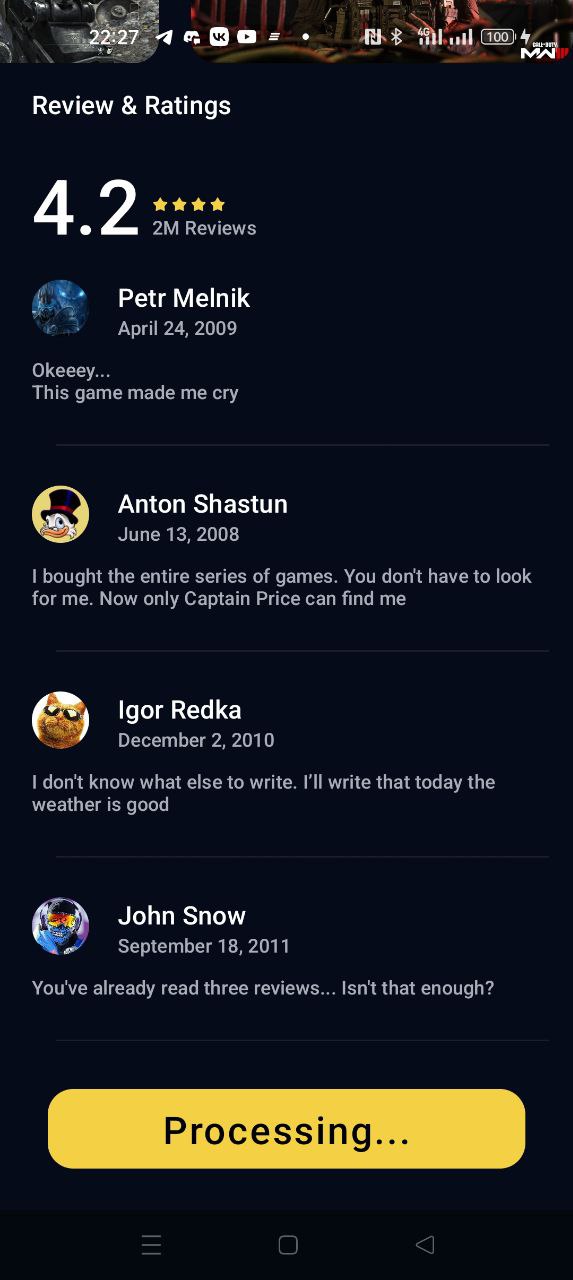 22:27
4G
100
CALL OF DUTY
MW
Review & Ratings
4.2
2M Reviews
Petr Melnik
April 24, 2009
Okeeey...
This game made me cry
Anton Shastun
June 13, 2008
I bought the entire series of games. You don't have to look
for me. Now only Captain Price can find me
Igor Redka
December 2, 2010
I don't know what else to write. I’ll write that today the
weather is good
John Snow
September 18, 2011
You've already read three reviews... Isn't that enough?
Processing...